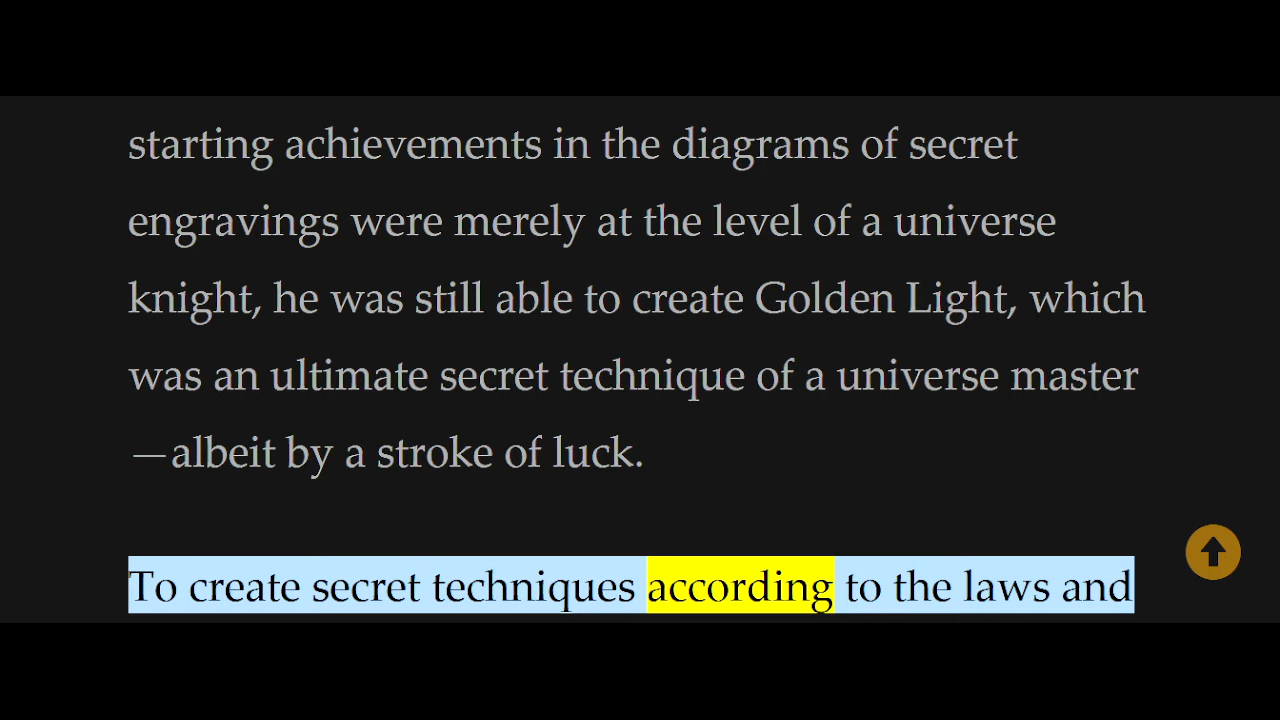 starting achievements in the diagrams of secret
engravings were merely at the level of a universe
knight, he was still able to create Golden Light, which
was an ultimate secret technique of a universe master
—albeit by a stroke of luck.
To create secret techniques according to the laws and